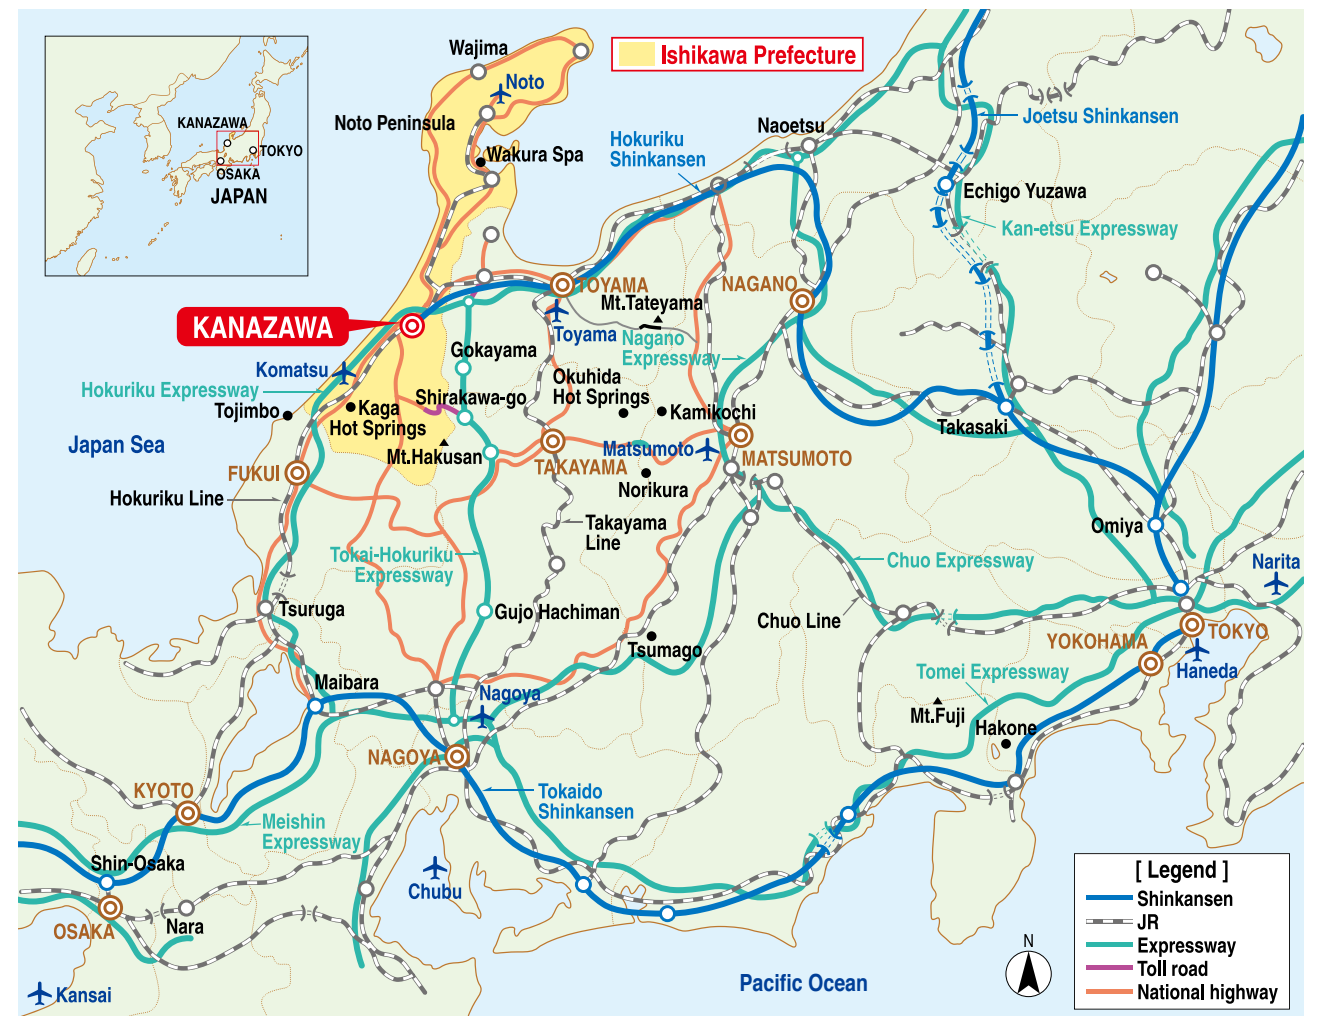 Wajima
Noto
Ishikawa Prefecture
KANAZAWA
TOKYO
OSAKA
JAPAN
Noto Peninsula
Wakura Spa
Naoetsu
Hokuriku
Shinkansen
Joetsu Shinkansen
Echigo Yuzawa
Kan-etsu Expressway
TOYAMA
NAGANO
Mt.Tateyama
KANAZAWA
Toyama
Nagano
Expressway
Gokayama
Komatsu
Hokuriku Expressway
Okuhida
Hot Springs
Shirakawa-go
Tojimbo
Kaga
Hot Springs
Kamikochi
Takasaki
Japan Sea
Mt.Hakusan
Matsumoto
MATSUMOTO
TAKAYAMA
FUKUI
Norikura
Hokuriku Line
Takayama
Line
Omiya
Tokai-Hokuriku
Expressway
Chuo Expressway
Narita
Tsuruga
Gujo Hachiman
Chuo Line
TOKYO
YOKOHAMA
Tsumago
Haneda
Tomei Expressway
Maibara
Nagoya
Mt.Fuji
Hakone
NAGOYA
KYOTO
Tokaido
Shinkansen
Meishin
Expressway
Shin-Osaka
Chubu
OSAKA
Nara
Kansai
Pacific Ocean
N
[ Legend ]
Shinkansen
JR
Expressway
Toll road
National highway